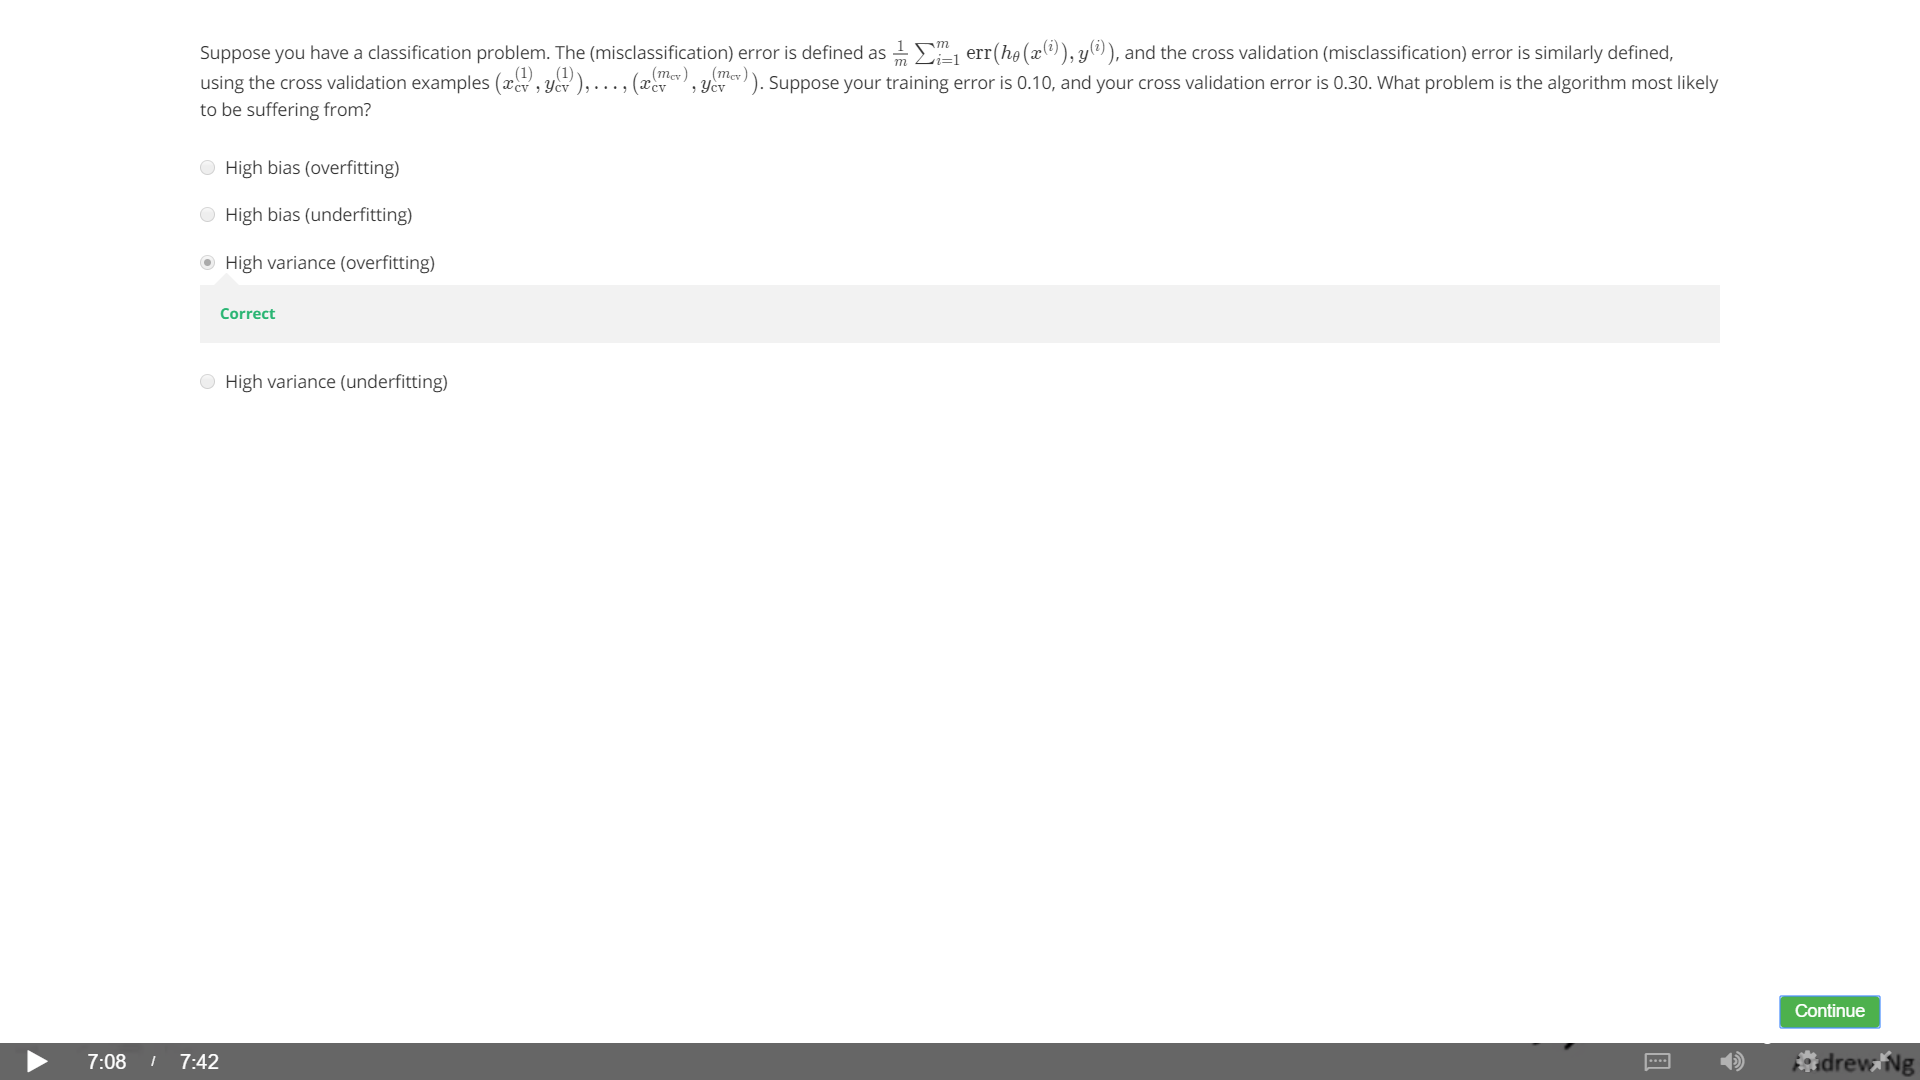 Suppose you have a classification problem. The (misclassification) error is defined as $\frac{1}{m}\sum_{i=1}^{m} \mathrm{err}(h_\theta(x^{(i)}), y^{(i)})$, and the cross validation (misclassification) error is similarly defined,
using the cross validation examples $(x_{\mathrm{cv}}^{(1)}, y_{\mathrm{cv}}^{(1)}), \ldots, (x_{\mathrm{cv}}^{(m_{\mathrm{cv}})}, y_{\mathrm{cv}}^{(m_{\mathrm{cv}})})$. Suppose your training error is 0.10, and your cross validation error is 0.30. What problem is the algorithm most likely
to be suffering from?
High bias (overfitting)
High bias (underfitting)
High variance (overfitting)
Correct
High variance (underfitting)
Continue
7:08 / 7:42
Andrew Ng